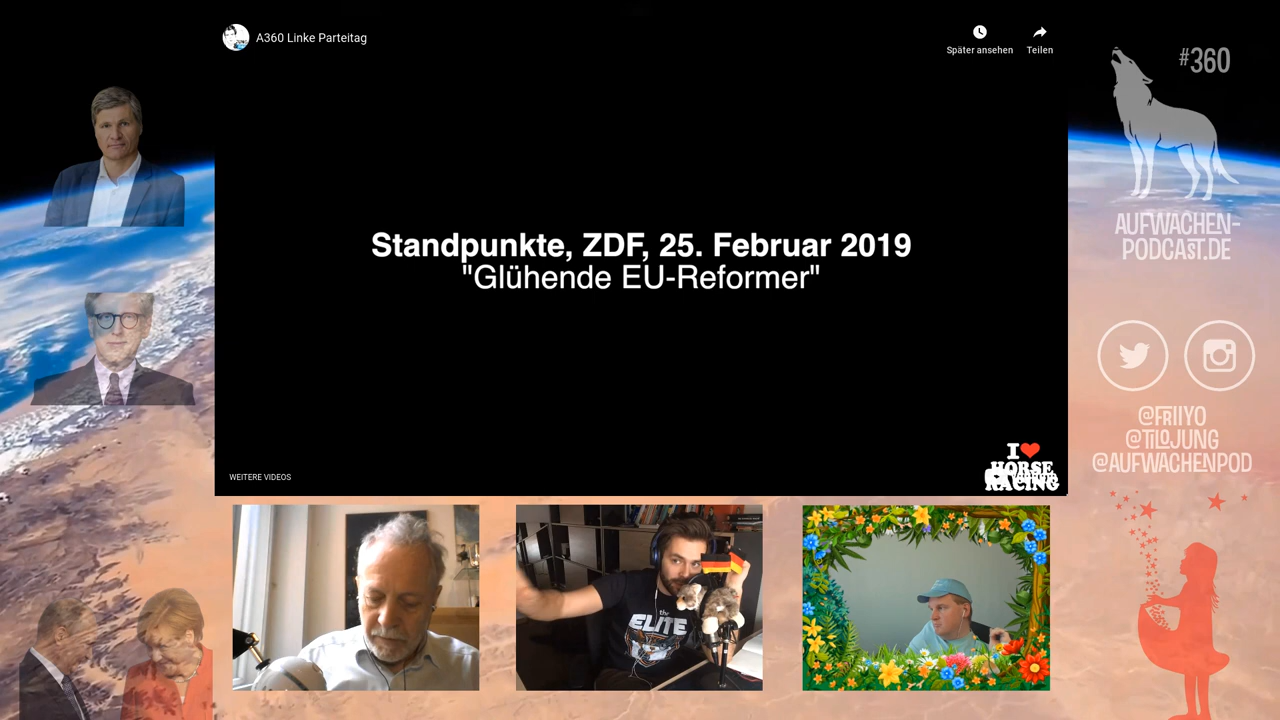 A360 Linke Parteitag
Später ansehen
Teilen
#360
Standpunkte, ZDF, 25. Februar 2019
"Glühende EU-Reformer"
AUFWACHEN-
PODCAST.DE
@FRIIYO
@TILOJUNG
@AUFWACHENPOD
WEITERE VIDEOS
I
HORSE
RACING
the
ELITE